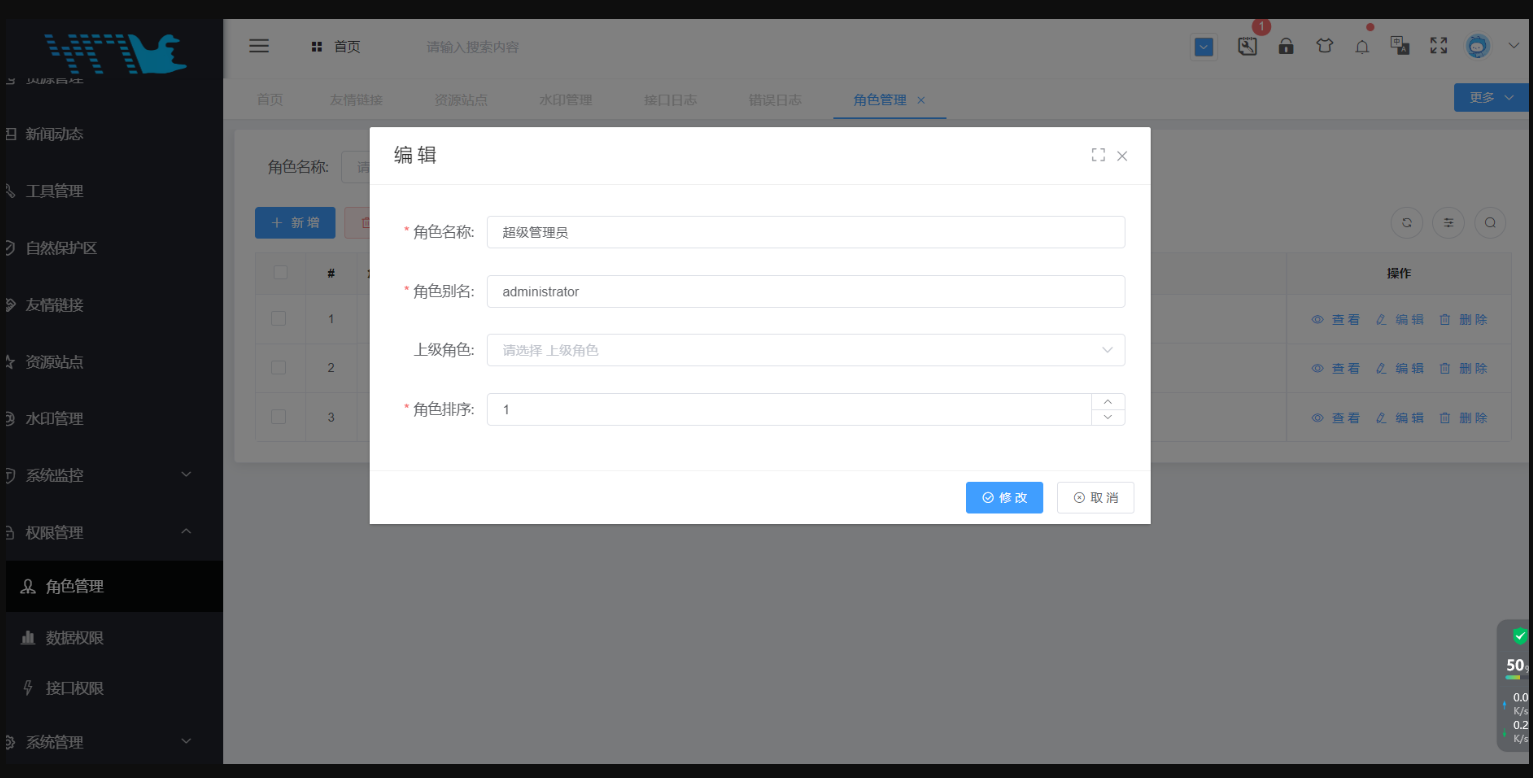 首页
请输入搜索内容
1
首页
友情链接
资源站点
水印管理
接口日志
错误日志
角色管理
更多
资源管理
新闻动态
工具管理
自然保护区
友情链接
资源站点
水印管理
系统监控
权限管理
角色管理
数据权限
接口权限
系统管理
角色名称: 请
新 增
#
操作
1 查 看 编 辑 删 除
2 查 看 编 辑 删 除
3 查 看 编 辑 删 除
编 辑
* 角色名称: 超级管理员
* 角色别名: administrator
上级角色: 请选择 上级角色
* 角色排序: 1
修 改
取 消
50%
0.0
K/s
0.2
K/s